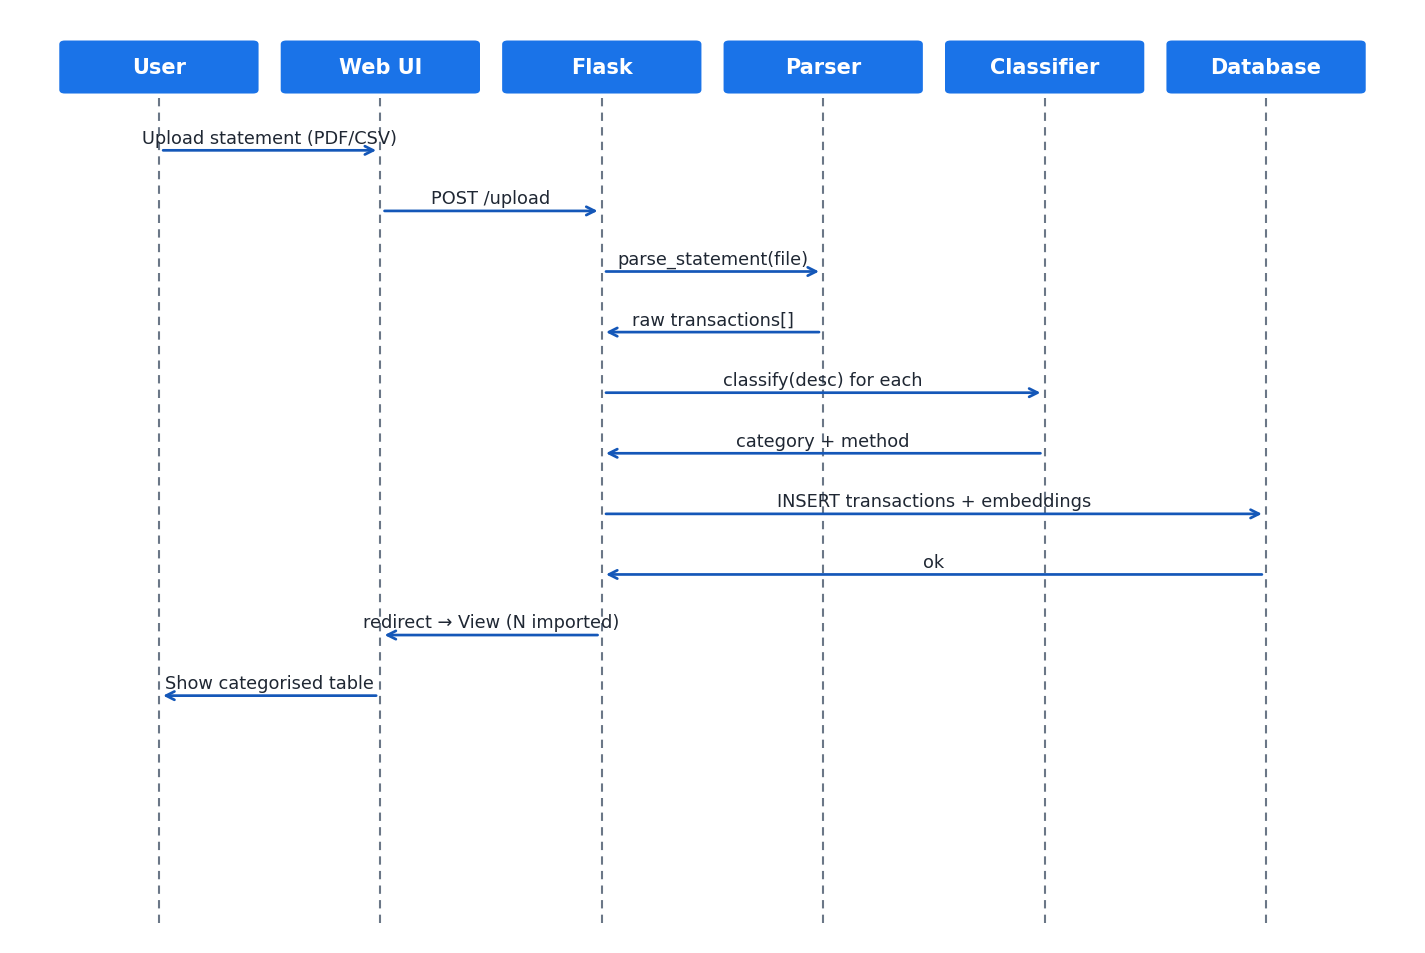 User
Web UI
Flask
Parser
Classifier
Database
Upload statement (PDF/CSV)
POST /upload
parse_statement(file)
raw transactions[]
classify(desc) for each
category + method
INSERT transactions + embeddings
ok
redirect → View (N imported)
Show categorised table